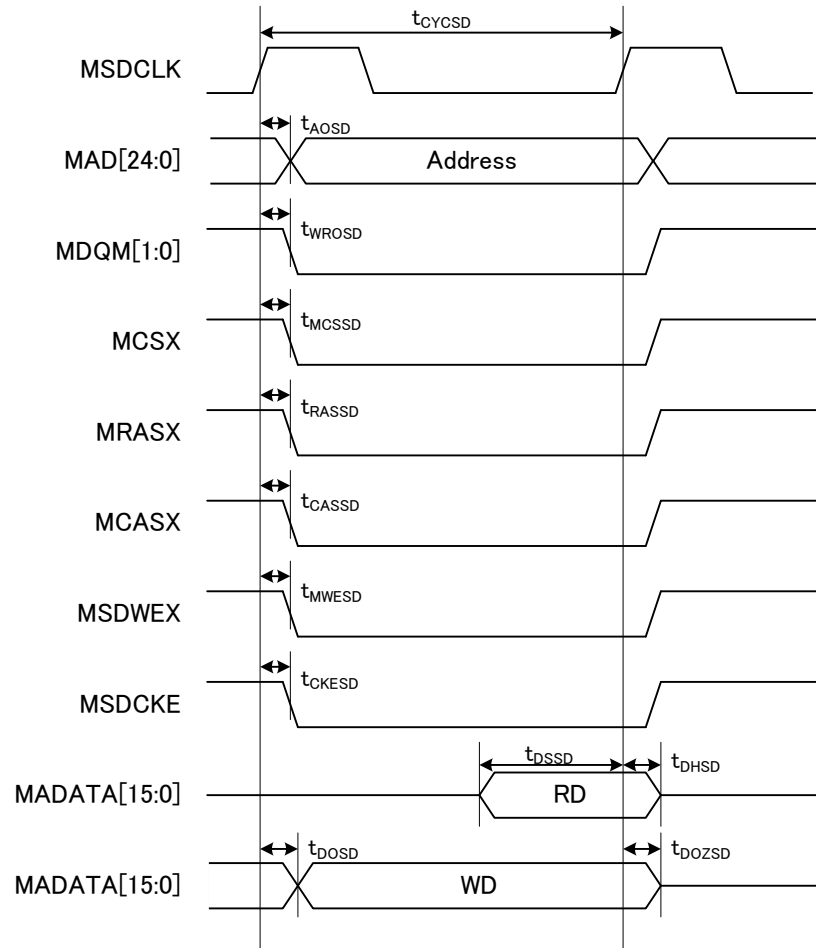 tCYCSD
MSDCLK
tAOSD
MAD[24:0]
Address
tWROSD
MDQM[1:0]
tMCSSD
MCSX
tRASSD
MRASX
tCASSD
MCASX
tMWESD
MSDWEX
tCKESD
MSDCKE
tDSSD
tDHSD
MADATA[15:0]
RD
tDOSD
tDOZSD
MADATA[15:0]
WD